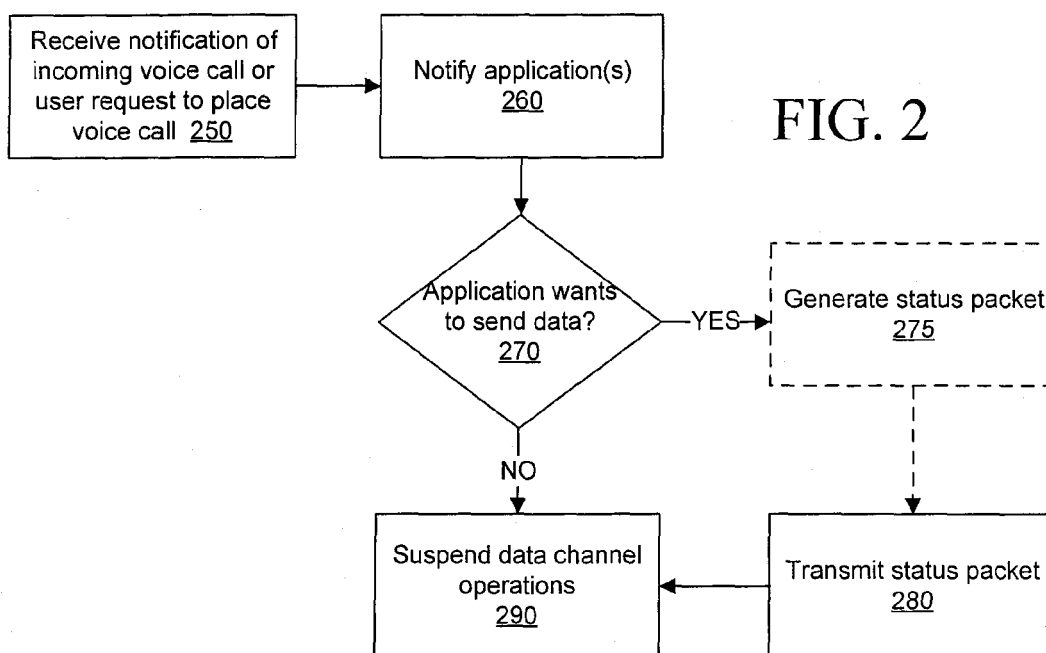 Receive notification of
incoming voice call or
user request to place
voice call 250
Notify application(s)
260
FIG. 2
Application wants
to send data?
270
YES
Generate status packet
275
NO
Suspend data channel
operations
290
Transmit status packet
280